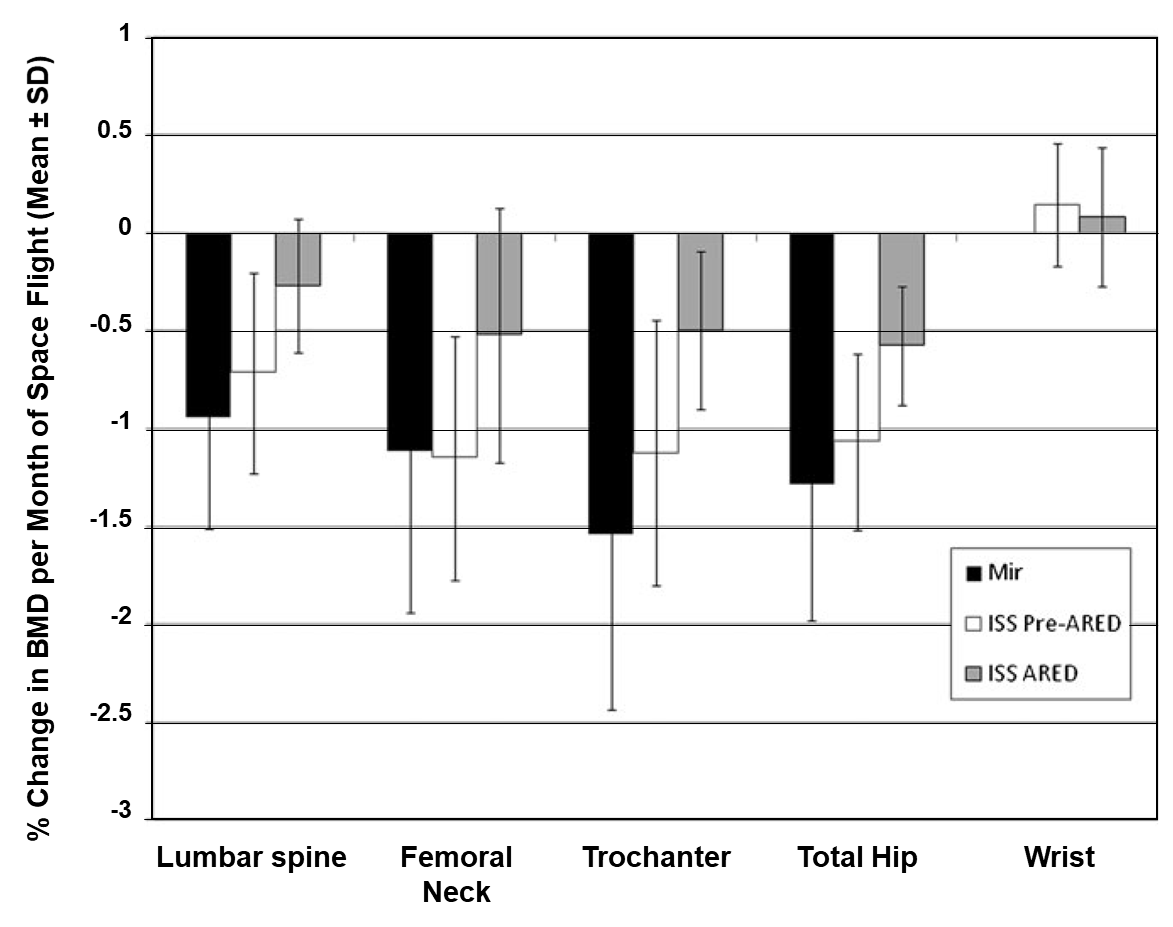 % Change in BMD per Month of Space Flight (Mean ± SD)
1
0.5
0
-0.5
-1
-1.5
-2
-2.5
-3
Mir
ISS Pre-ARED
ISS ARED
Lumbar spine
Femoral
Neck
Trochanter
Total Hip
Wrist